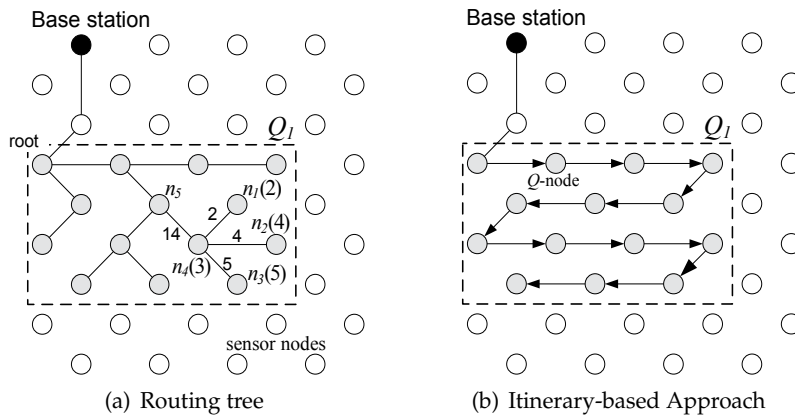 Base station
Q1
root
n5
n1(2)
2
n2(4)
14
4
n4(3)
5
n3(5)
sensor nodes
(a) Routing tree
Base station
Q1
Q-node
(b) Itinerary-based Approach